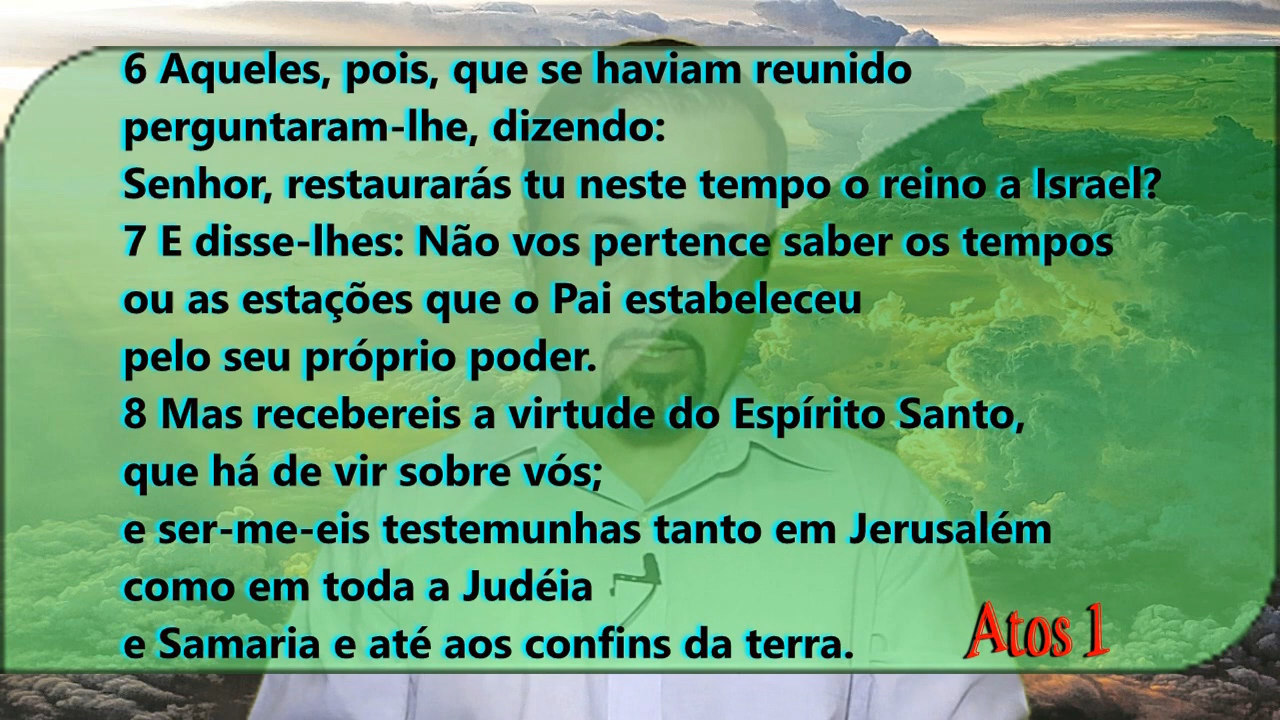 6 Aqueles, pois, que se haviam reunido
perguntaram-lhe, dizendo:
Senhor, restaurarás tu neste tempo o reino a Israel?
7 E disse-lhes: Não vos pertence saber os tempos
ou as estações que o Pai estabeleceu
pelo seu próprio poder.
8 Mas recebereis a virtude do Espírito Santo,
que há de vir sobre vós;
e ser-me-eis testemunhas tanto em Jerusalém
como em toda a Judéia
e Samaria e até aos confins da terra.
Atos 1